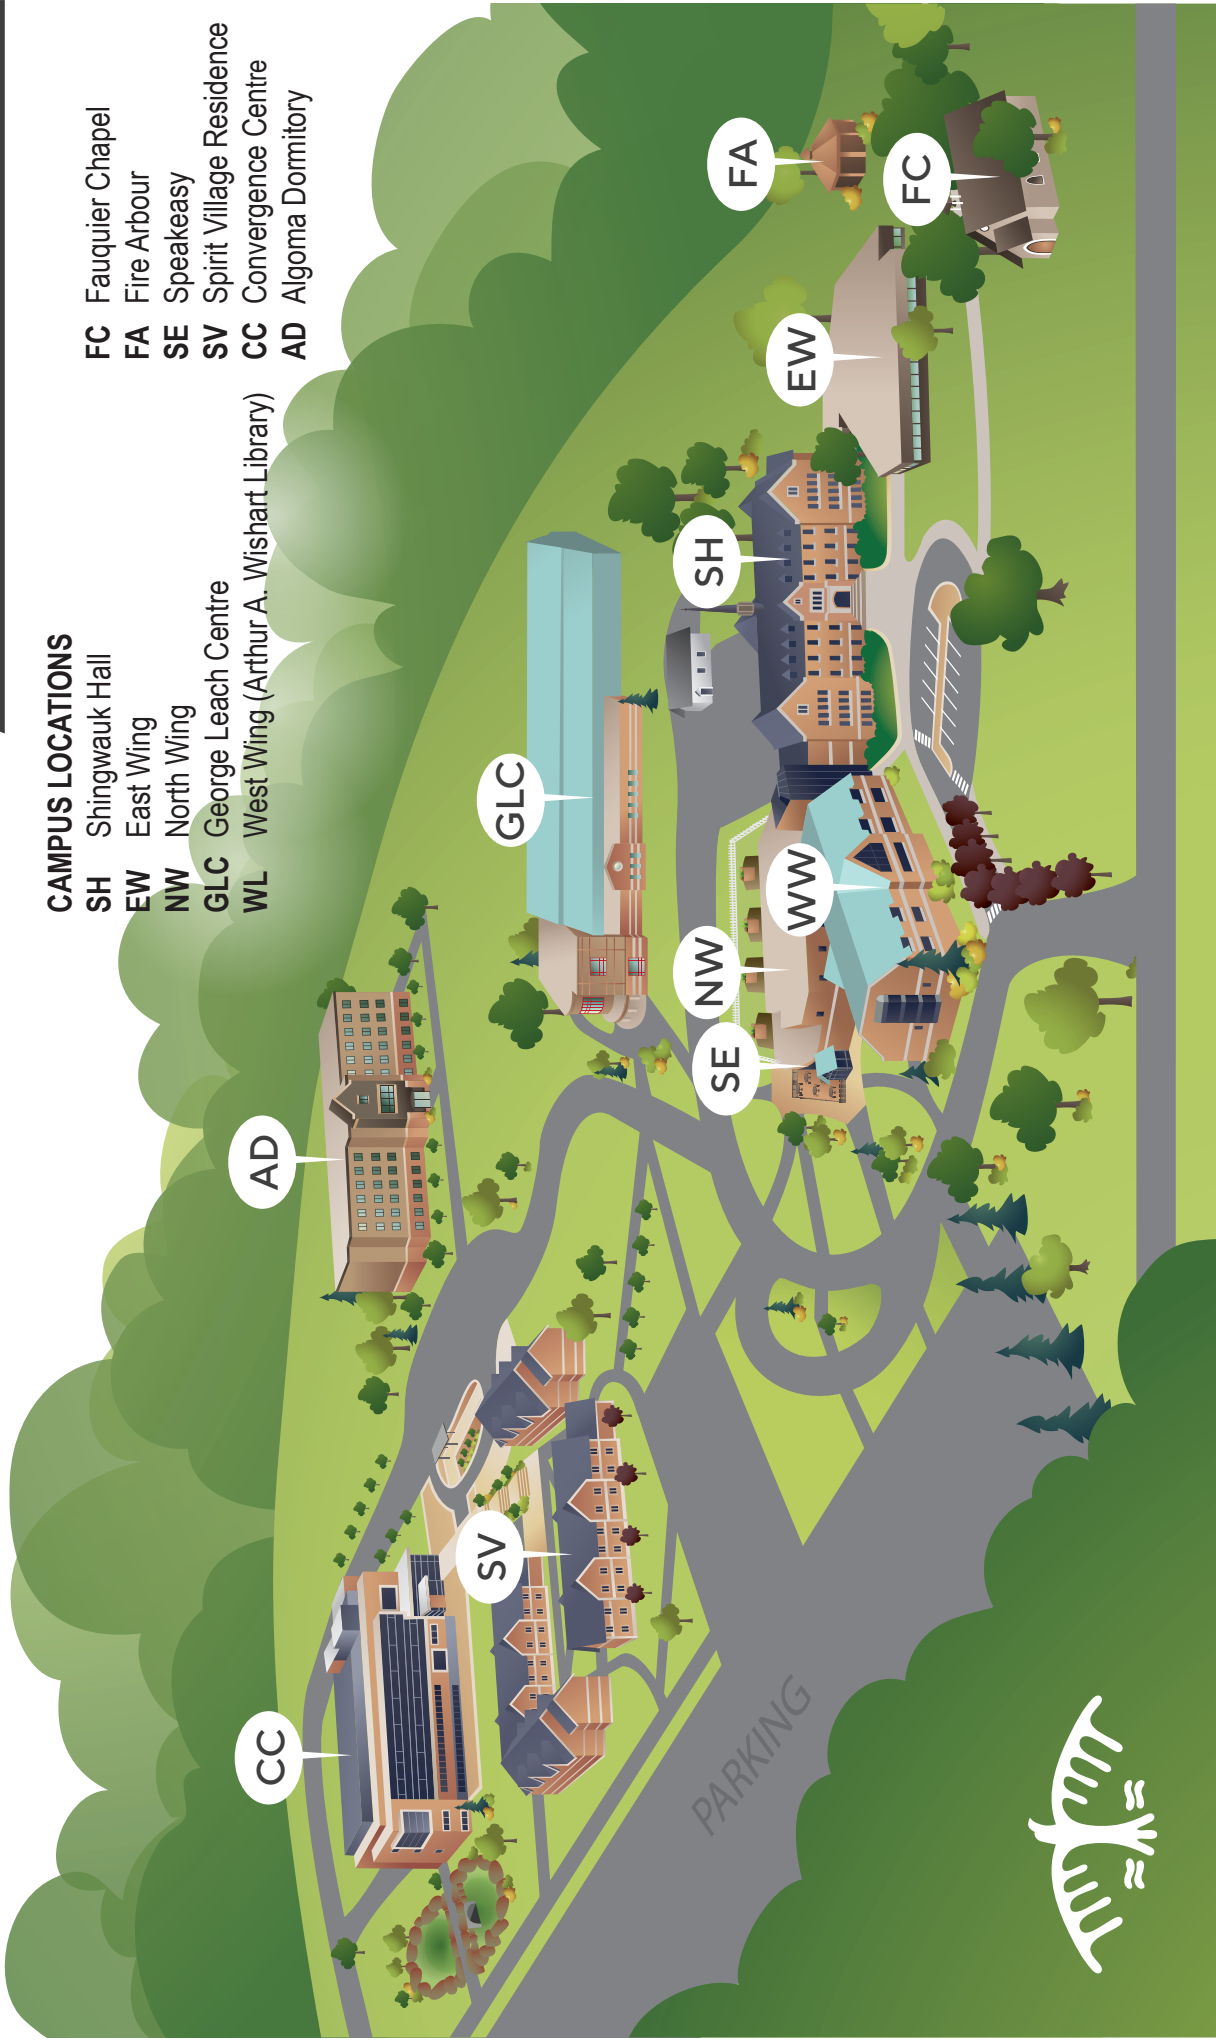 CAMPUS LOCATIONS
SH Shingwauk Hall
EW East Wing
NW North Wing
GLC George Leach Centre
WL West Wing (Arthur A. Wishart Library)
FC Fauquier Chapel
FA Fire Arbour
SE Speakeasy
SV Spirit Village Residence
CC Convergence Centre
AD Algoma Dormitory
CC
AD
SV
GLC
SE
NW
WW
SH
EW
FA
FC
PARKING